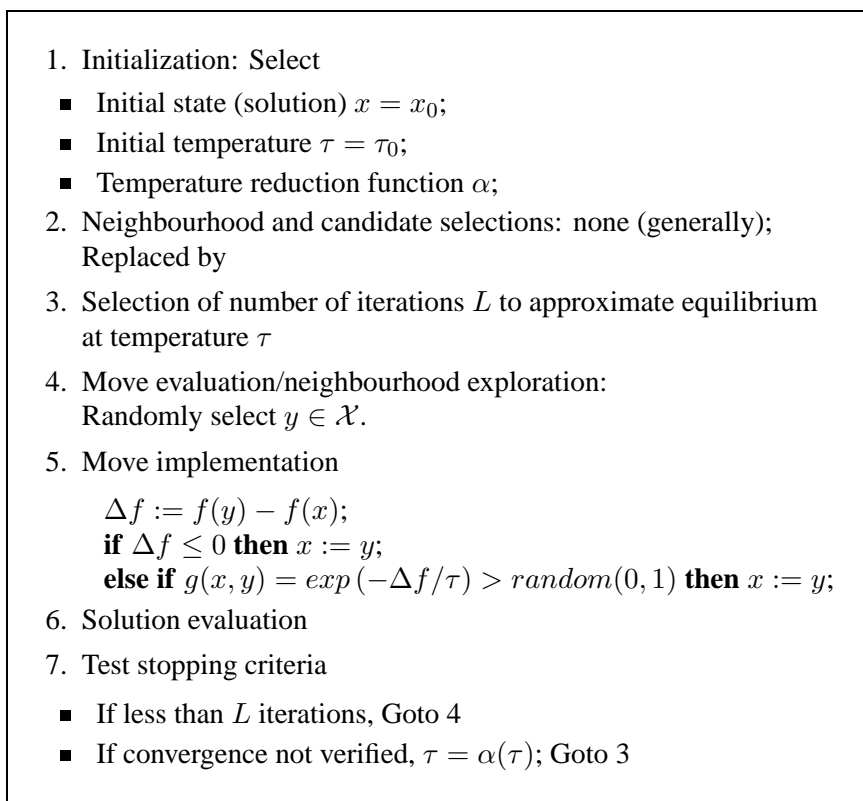 1. Initialization: Select
■ Initial state (solution) x = x₀;
■ Initial temperature τ = τ₀;
■ Temperature reduction function α;
2. Neighbourhood and candidate selections: none (generally);
Replaced by
3. Selection of number of iterations L to approximate equilibrium
at temperature τ
4. Move evaluation/neighbourhood exploration:
Randomly select y ∈ 𝒳.
5. Move implementation
Δf := f(y) − f(x);
if Δf ≤ 0 then x := y;
else if g(x, y) = exp (−Δf/τ) > random(0, 1) then x := y;
6. Solution evaluation
7. Test stopping criteria
■ If less than L iterations, Goto 4
■ If convergence not verified, τ = α(τ); Goto 3